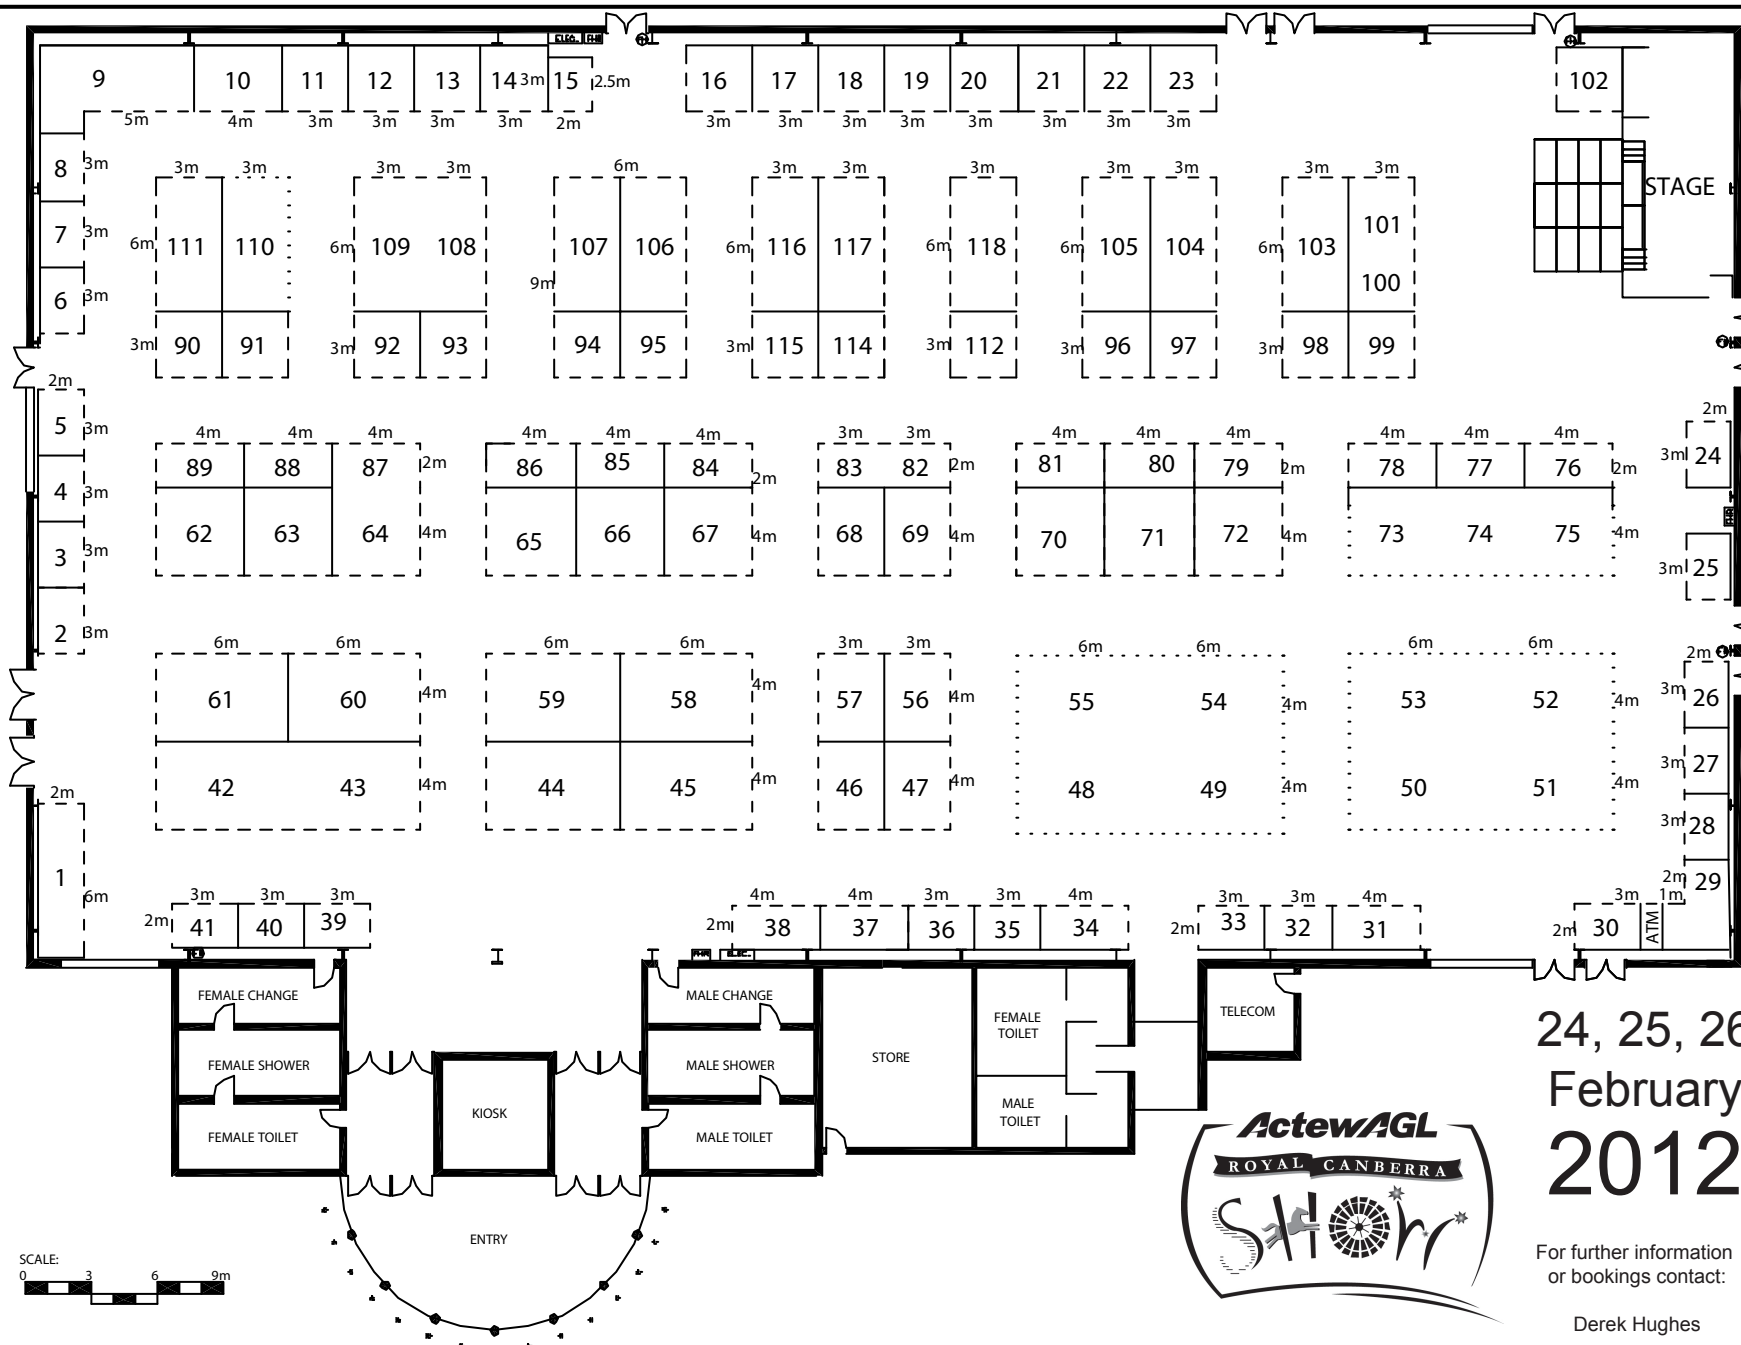 ELEC.. FHR
9 10 11 12 13 14 3m 15 2.5m 16 17 18 19 20 21 22 23 102
5m 4m 3m 3m 3m 3m 2m 3m 3m 3m 3m 3m 3m 3m 3m
8 3m
3m 3m 3m 3m 6m 3m 3m 3m 3m 3m 3m 3m
STAGE
7 3m
6m 111 110 6m 109 108 107 106 6m 116 117 6m 118 6m 105 104 6m 103 101
9m 100
6 3m
3m 90 91 3m 92 93 94 95 3m 115 114 3m 112 3m 96 97 3m 98 99
2m
5 3m
2m
4m 4m 4m 4m 4m 4m 3m 3m 4m 4m 4m 4m 4m 4m
89 88 87 2m 86 85 84 2m 83 82 2m 81 80 79 2m 78 77 76 2m 3m 24
4 3m
62 63 64 4m 65 66 67 4m 68 69 4m 70 71 72 4m 73 74 75 4m
FHR
3 3m
3m 25
2 3m
6m 6m 6m 6m 3m 3m 6m 6m 6m 6m
2m
61 60 4m 59 58 4m 57 56 4m 55 54 4m 53 52 4m 3m 26
3m 27
42 43 4m 44 45 4m 46 47 4m 48 49 4m 50 51 4m
2m
3m 28
1 6m
2m 29
3m 3m 3m 4m 4m 3m 3m 4m 3m 3m 4m 3m 1m
2m 41 40 39 2m 38 37 36 35 34 2m 33 32 31 2m 30 ATM
FHR ELEC..
FEMALE CHANGE
MALE CHANGE
FEMALE
TOILET
TELECOM
FEMALE SHOWER
MALE SHOWER
STORE
KIOSK
MALE
TOILET
FEMALE TOILET
MALE TOILET
ENTRY
SCALE:
0 3 6 9m
ActewAGL
ROYAL CANBERRA
SHOW
24, 25, 26
February
2012
For further information
or bookings contact:
Derek Hughes